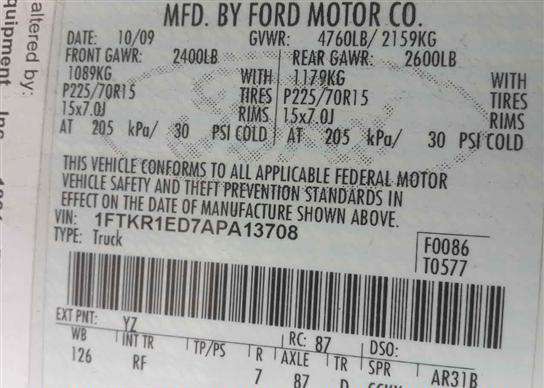 MFD. BY FORD MOTOR CO.
DATE: 10/09 GVWR: 4760LB/ 2159KG
FRONT GAWR: 2400LB REAR GAWR: 2600LB
1089KG WITH 1179KG WITH
P225/70R15 TIRES P225/70R15 TIRES
15x7.0J RIMS 15x7.0J RIMS
AT 205 kPa/ 30 PSI COLD AT 205 kPa/ 30 PSI COLD
THIS VEHICLE CONFORMS TO ALL APPLICABLE FEDERAL MOTOR
VEHICLE SAFETY AND THEFT PREVENTION STANDARDS IN
EFFECT ON THE DATE OF MANUFACTURE SHOWN ABOVE.
VIN: 1FTKR1ED7APA13708
TYPE: Truck
F0086
T0577
EXT PNT: YZ RC: 87 DSO:
WB INT TR TP/PS R AXLE TR SPR
126 RF 7 87 D AR31B
altered by:
quipment